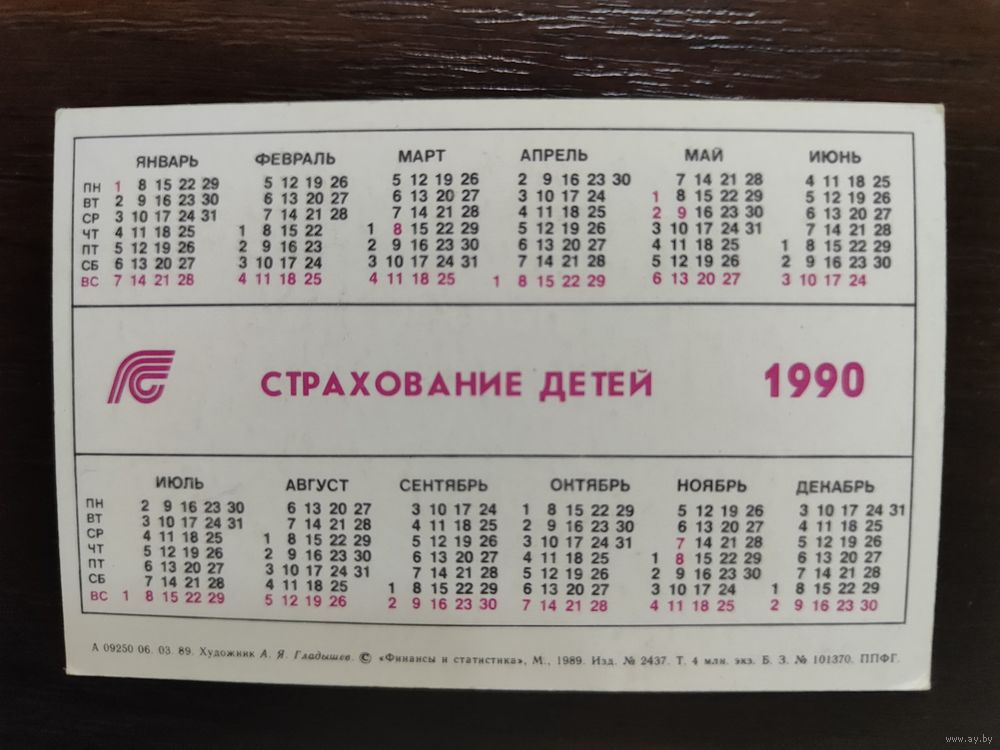 ЯНВАРЬ ФЕВРАЛЬ МАРТ АПРЕЛЬ МАЙ ИЮНЬ
ПН 1 8 15 22 29 5 12 19 26 5 12 19 26 2 9 16 23 30 7 14 21 28 4 11 18 25
ВТ 2 9 16 23 30 6 13 20 27 6 13 20 27 3 10 17 24 1 8 15 22 29 5 12 19 26
СР 3 10 17 24 31 7 14 21 28 7 14 21 28 4 11 18 25 2 9 16 23 30 6 13 20 27
ЧТ 4 11 18 25 1 8 15 22 1 8 15 22 29 5 12 19 26 3 10 17 24 31 7 14 21 28
ПТ 5 12 19 26 2 9 16 23 2 9 16 23 30 6 13 20 27 4 11 18 25 1 8 15 22 29
СБ 6 13 20 27 3 10 17 24 3 10 17 24 31 7 14 21 28 5 12 19 26 2 9 16 23 30
ВС 7 14 21 28 4 11 18 25 4 11 18 25 1 8 15 22 29 6 13 20 27 3 10 17 24
СТРАХОВАНИЕ ДЕТЕЙ 1990
ИЮЛЬ АВГУСТ СЕНТЯБРЬ ОКТЯБРЬ НОЯБРЬ ДЕКАБРЬ
ПН 2 9 16 23 30 6 13 20 27 3 10 17 24 1 8 15 22 29 5 12 19 26 3 10 17 24 31
ВТ 3 10 17 24 31 7 14 21 28 4 11 18 25 2 9 16 23 30 6 13 20 27 4 11 18 25
СР 4 11 18 25 1 8 15 22 29 5 12 19 26 3 10 17 24 31 7 14 21 28 5 12 19 26
ЧТ 5 12 19 26 2 9 16 23 30 6 13 20 27 4 11 18 25 1 8 15 22 29 6 13 20 27
ПТ 6 13 20 27 3 10 17 24 31 7 14 21 28 5 12 19 26 2 9 16 23 30 7 14 21 28
СБ 7 14 21 28 4 11 18 25 1 8 15 22 29 6 13 20 27 3 10 17 24 1 8 15 22 29
ВС 1 8 15 22 29 5 12 19 26 2 9 16 23 30 7 14 21 28 4 11 18 25 2 9 16 23 30
А 09250 06. 03. 89. Художник А. Я. Гладышев. © «Финансы и статистика», М., 1989. Изд. № 2437. Т. 4 млн. экз. Б. З. № 101370. ППФГ.
www.ay.by